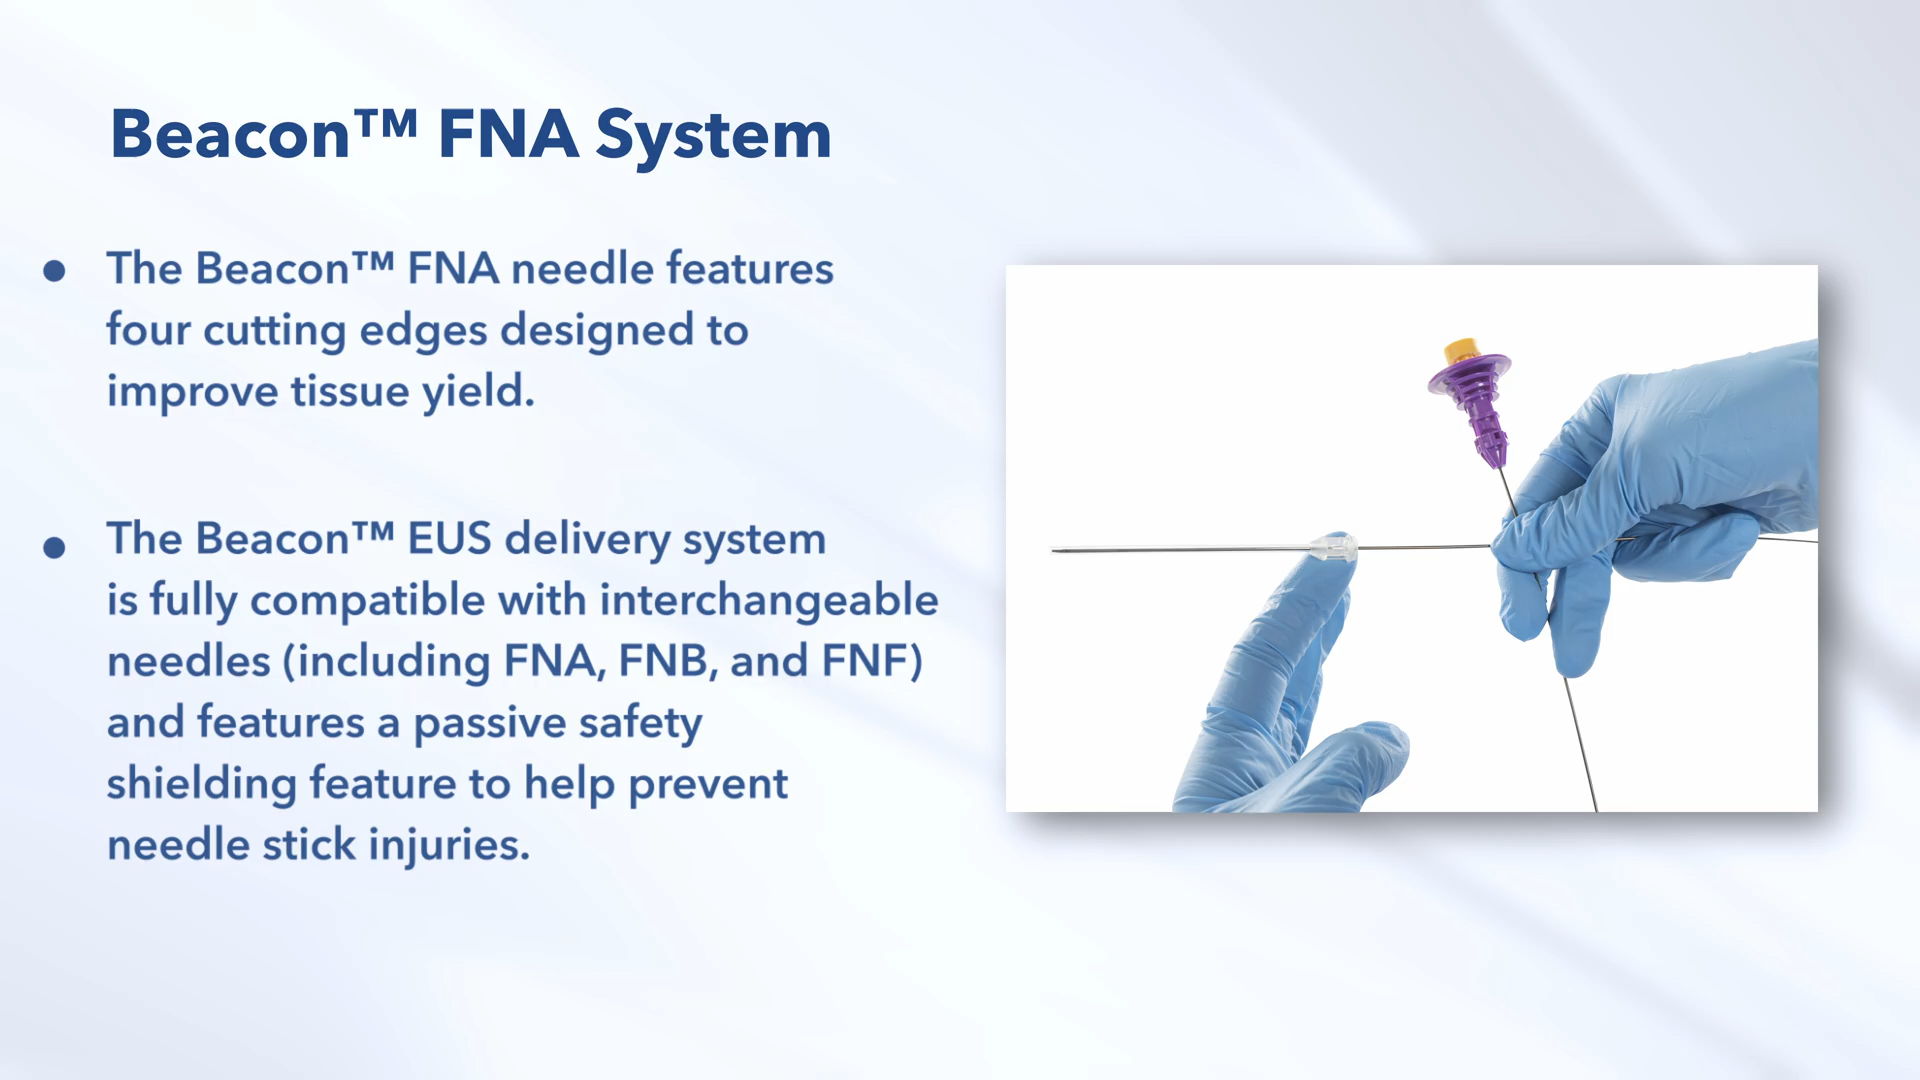 Beacon™ FNA System
• The Beacon™ FNA needle features
four cutting edges designed to
improve tissue yield.
• The Beacon™ EUS delivery system
is fully compatible with interchangeable
needles (including FNA, FNB, and FNF)
and features a passive safety
shielding feature to help prevent
needle stick injuries.